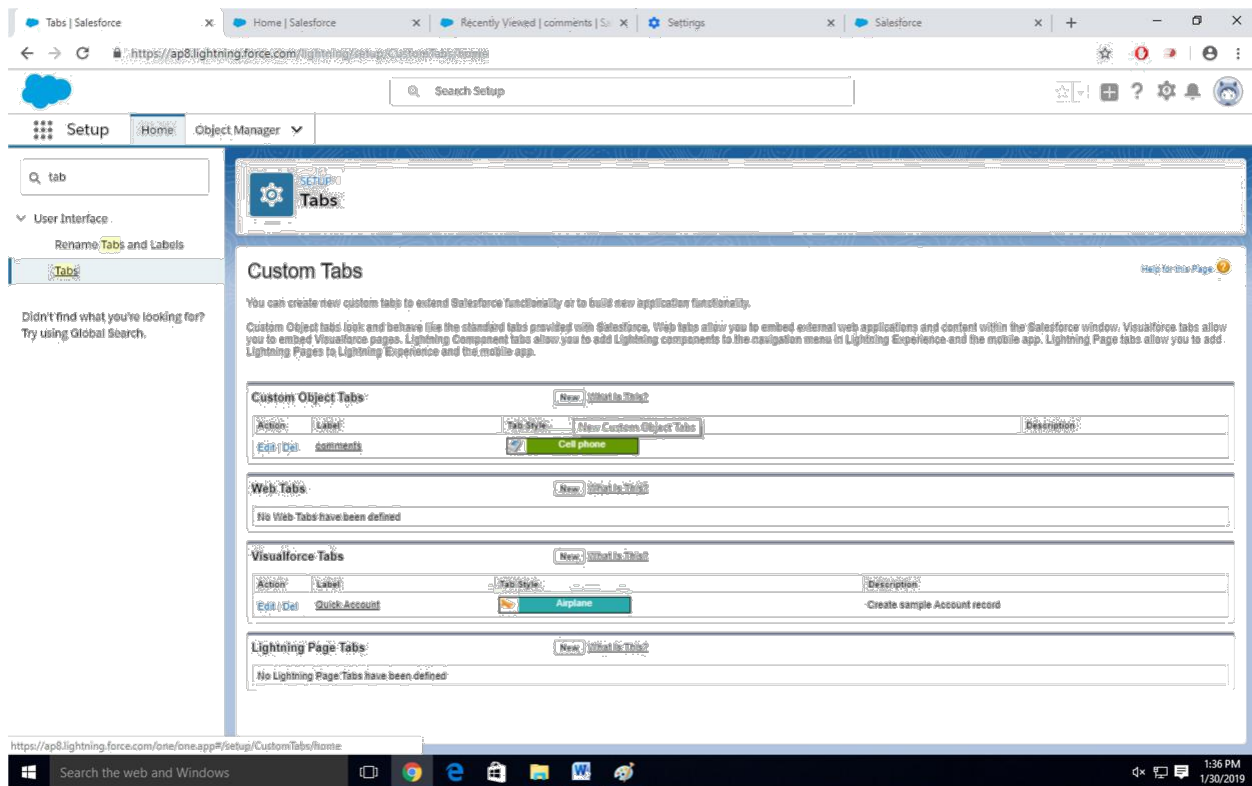 Tabs | Salesforce
Home | Salesforce
Recently Viewed | comments | Sa
Settings
Salesforce
https://ap8.lightning.force.com/lightning/setup/CustomTabs/home
Search Setup
Setup
Home
Object Manager
tab
User Interface
Rename Tabs and Labels
Tabs
Didn't find what you're looking for?
Try using Global Search.
SETUP
Tabs
Custom Tabs
Help for this Page
You can create new custom tabs to extend Salesforce functionality or to build new application functionality.
Custom Object tabs look and behave like the standard tabs provided with Salesforce. Web tabs allow you to embed external web applications and content within the Salesforce window. Visualforce tabs allow
you to embed Visualforce pages. Lightning Component tabs allow you to add Lightning components to the navigation menu in Lightning Experience and the mobile app. Lightning Page tabs allow you to add
Lightning Pages to Lightning Experience and the mobile app.
Custom Object Tabs New What Is This?
Action Label Tab Style New Custom Object Tabs Description
Edit | Del comments Cell phone
Web Tabs New What Is This?
No Web Tabs have been defined
Visualforce Tabs New What Is This?
Action Label Tab Style Description
Edit | Del Quick Account Airplane Create sample Account record
Lightning Page Tabs New What Is This?
No Lightning Page Tabs have been defined
https://ap8.lightning.force.com/one/one.app#/setup/CustomTabs/home
Search the web and Windows
1:36 PM
1/30/2019